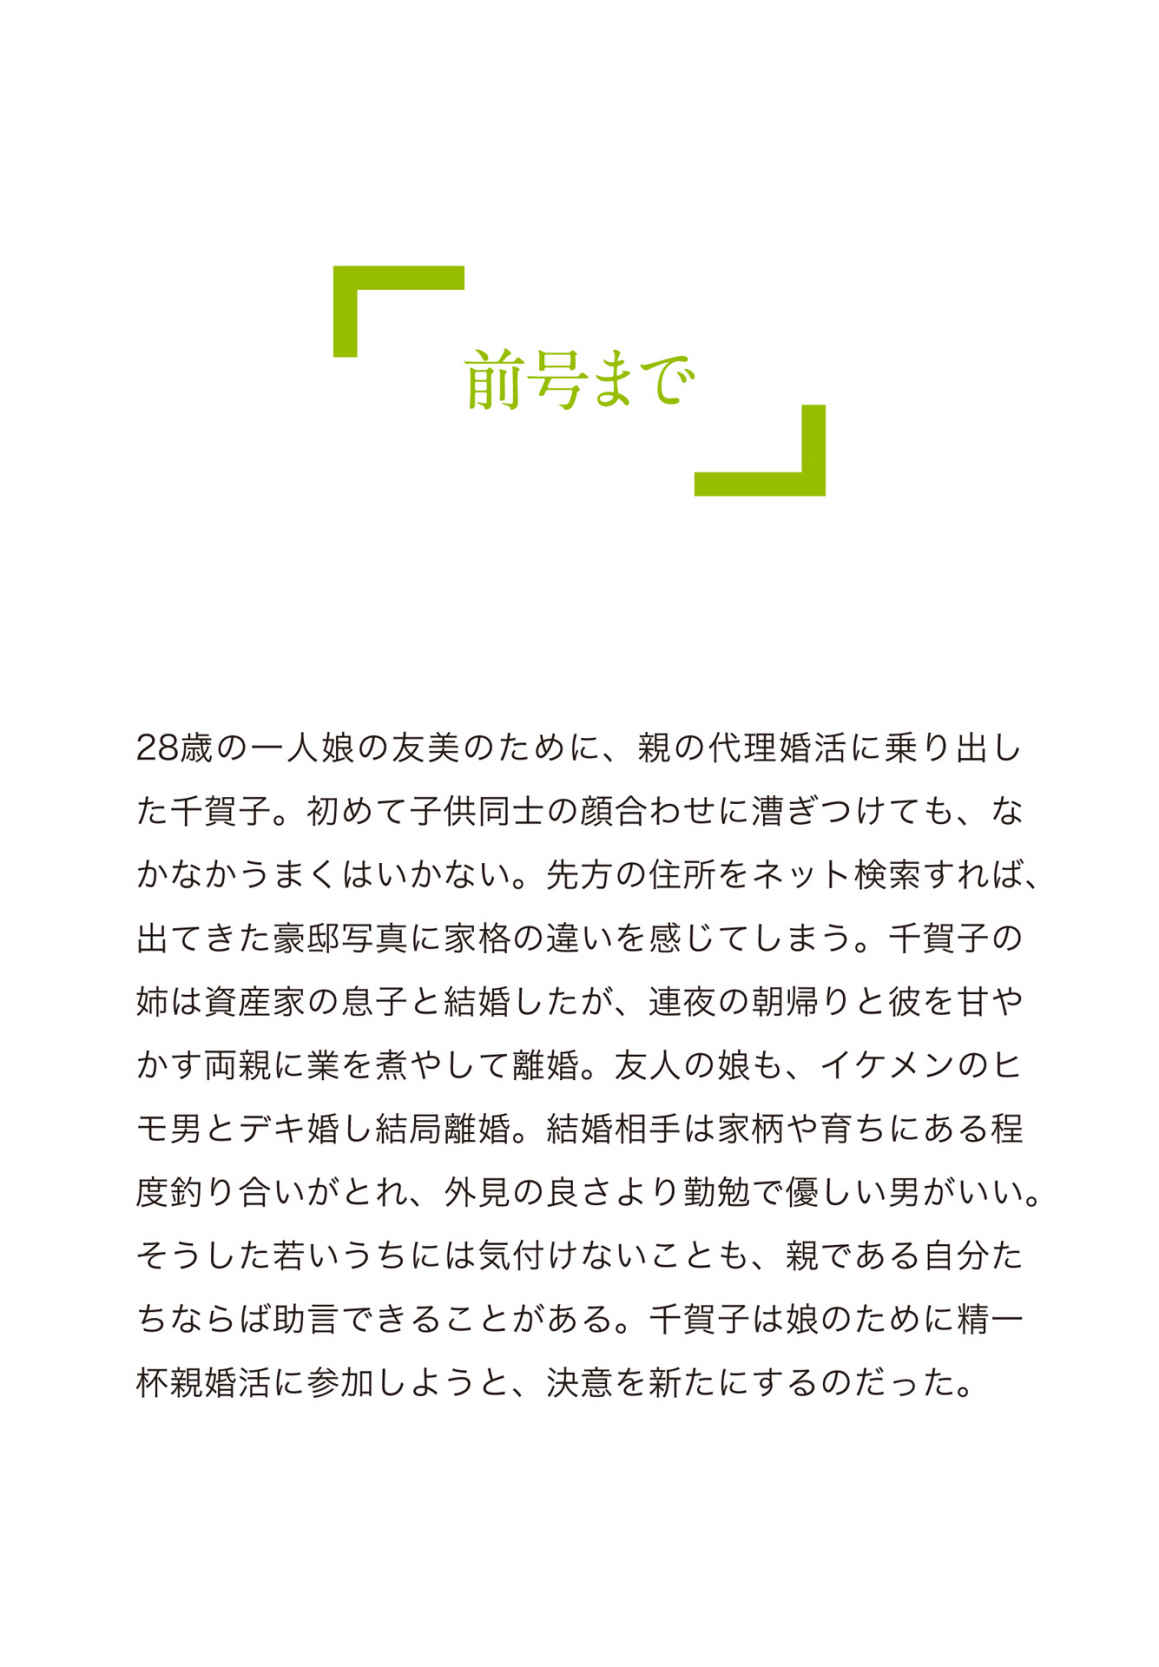 前号まで
28歳の一人娘の友美のために、親の代理婚活に乗り出し
た千賀子。初めて子供同士の顔合わせに漕ぎつけても、な
かなかうまくはいかない。先方の住所をネット検索すれば、
出てきた豪邸写真に家格の違いを感じてしまう。千賀子の
姉は資産家の息子と結婚したが、連夜の朝帰りと彼を甘や
かす両親に業を煮やして離婚。友人の娘も、イケメンのヒ
モ男とデキ婚し結局離婚。結婚相手は家柄や育ちにある程
度釣り合いがとれ、外見の良さより勤勉で優しい男がいい。
そうした若いうちには気付けないことも、親である自分た
ちならば助言できることがある。千賀子は娘のために精一
杯親婚活に参加しようと、決意を新たにするのだった。